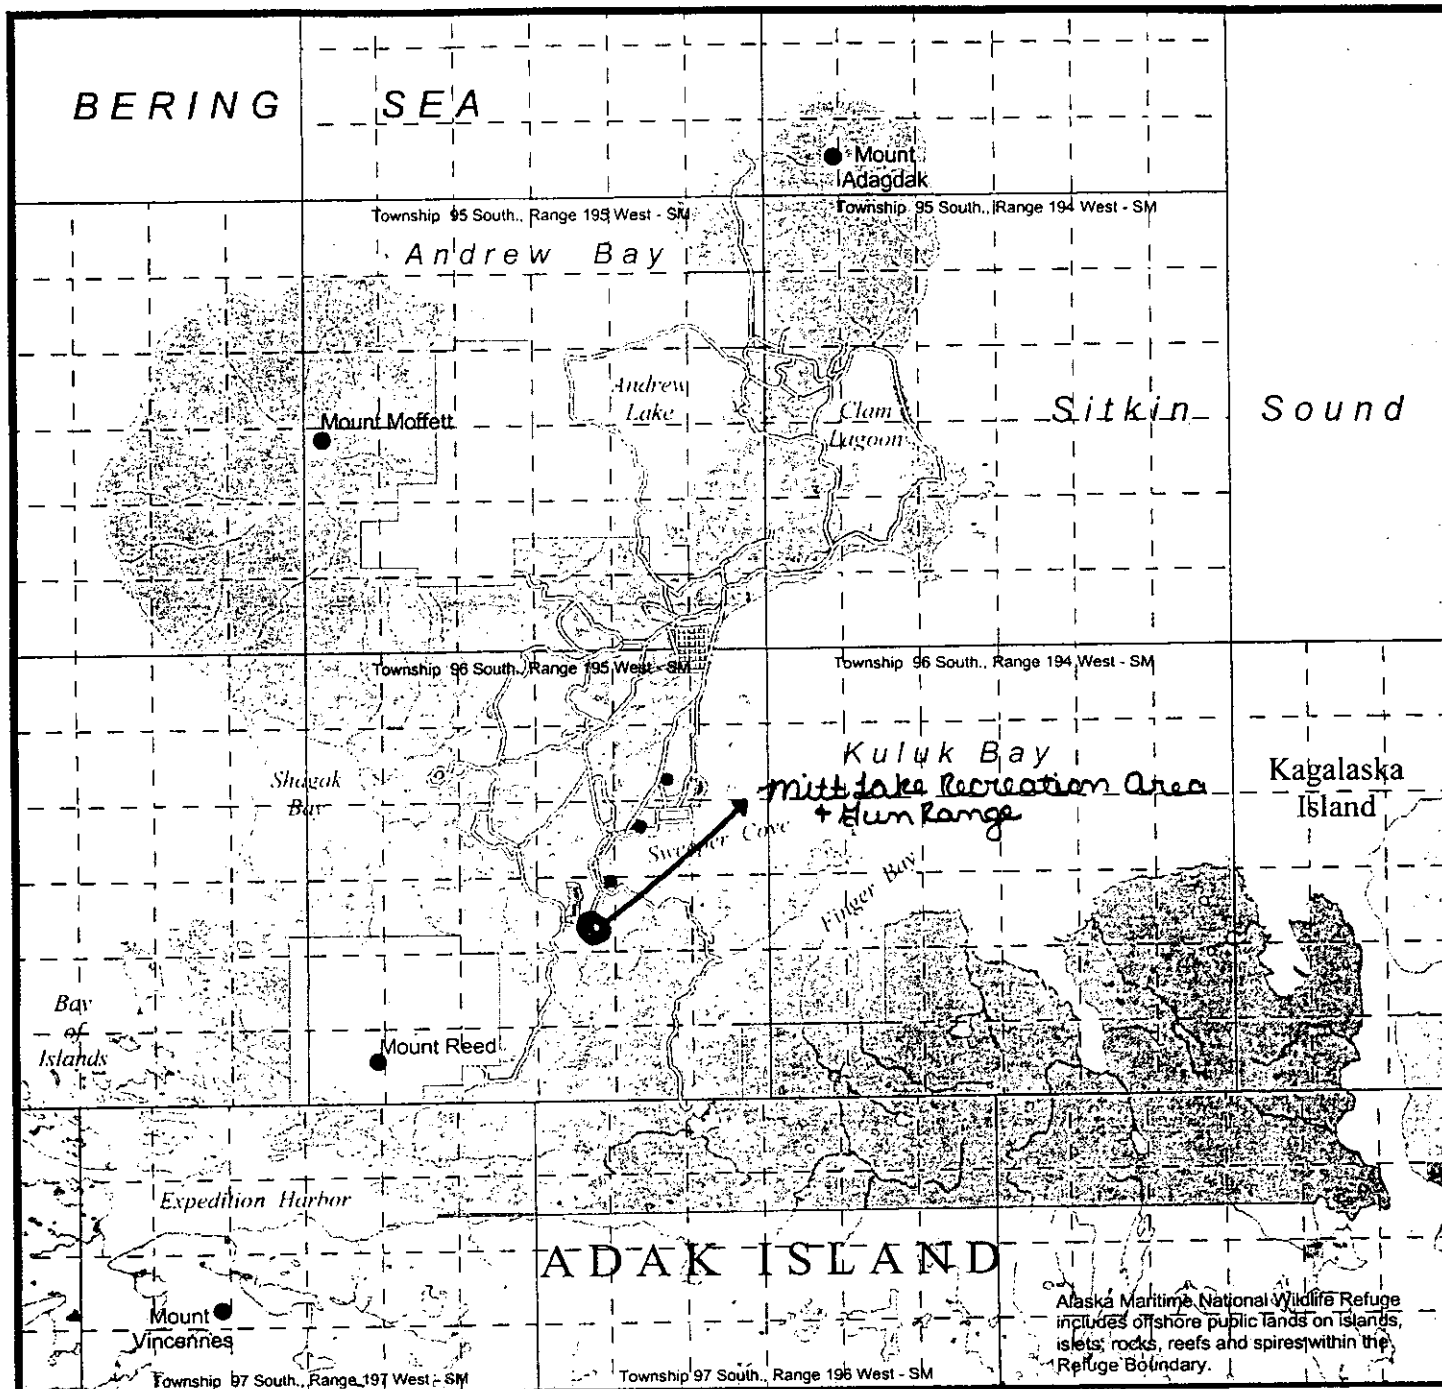 BERING SEA
Mount
Adagdak
Township 95 South., Range 195 West - SM
Township 95 South., Range 194 West - SM
Andrew Bay
Andrew
Lake
Clam
Lagoon
Sitkin Sound
Mount Moffett
Township 96 South., Range 195 West - SM
Township 96 South., Range 194 West - SM
Kuluk Bay
Mitt Lake Recreation Area
+ Gun Range
Shagak
Bay
Kagalaska
Island
Sweeper Cove
Finger Bay
Bay
of
Islands
Mount Reed
Expedition Harbor
ADAK ISLAND
Mount
Vincennes
Alaska Maritime National Wildlife Refuge
includes offshore public lands on islands,
islets, rocks, reefs and spires within the
Refuge Boundary.
Township 97 South., Range 197 West - SM
Township 97 South., Range 196 West - SM